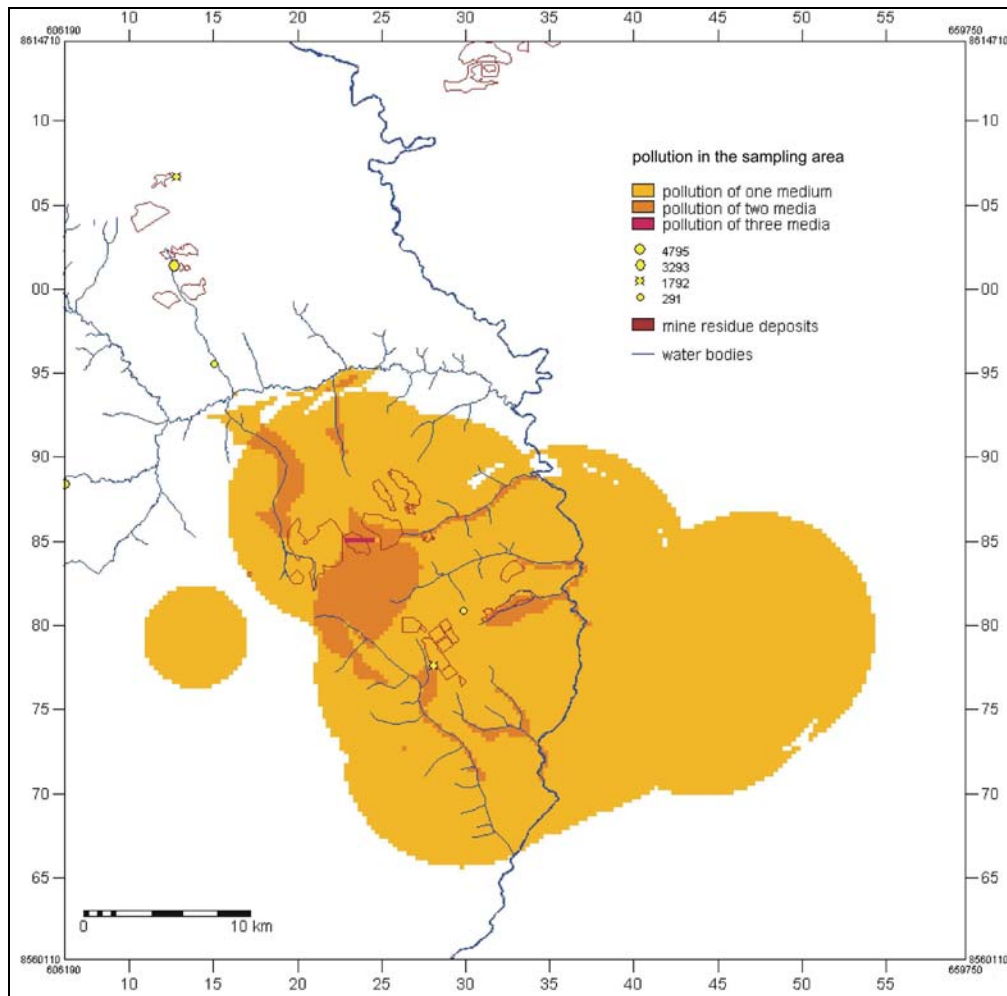 10 15 20 25 30 35 40 45 50 55
606190 659750
8614710 8614710
10 10
05 05
00 00
95 95
90 90
85 85
80 80
75 75
70 70
65 65
pollution in the sampling area
pollution of one medium
pollution of two media
pollution of three media
4795
3293
1792
291
mine residue deposits
water bodies
0 10 km
8560110 8560110
606190 659750
10 15 20 25 30 35 40 45 50 55